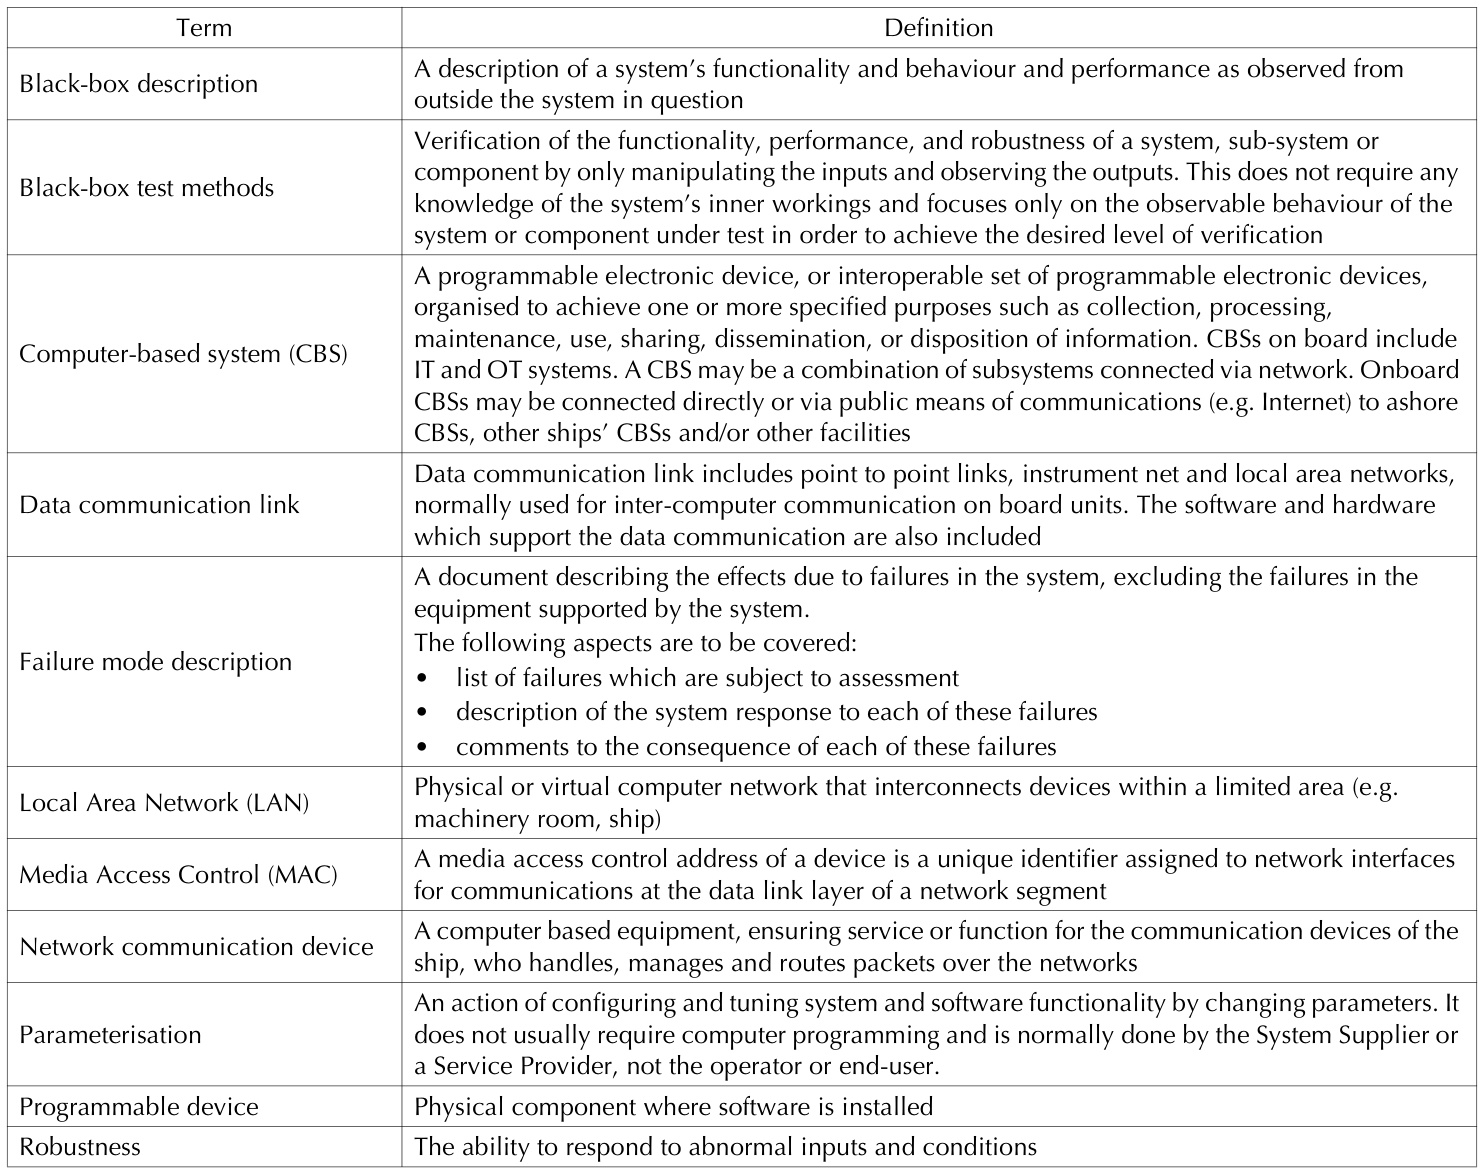 Term
Definition
Black-box description
A description of a system’s functionality and behaviour and performance as observed from
outside the system in question
Black-box test methods
Verification of the functionality, performance, and robustness of a system, sub-system or
component by only manipulating the inputs and observing the outputs. This does not require any
knowledge of the system’s inner workings and focuses only on the observable behaviour of the
system or component under test in order to achieve the desired level of verification
Computer-based system (CBS)
A programmable electronic device, or interoperable set of programmable electronic devices,
organised to achieve one or more specified purposes such as collection, processing,
maintenance, use, sharing, dissemination, or disposition of information. CBSs on board include
IT and OT systems. A CBS may be a combination of subsystems connected via network. Onboard
CBSs may be connected directly or via public means of communications (e.g. Internet) to ashore
CBSs, other ships’ CBSs and/or other facilities
Data communication link
Data communication link includes point to point links, instrument net and local area networks,
normally used for inter-computer communication on board units. The software and hardware
which support the data communication are also included
Failure mode description
A document describing the effects due to failures in the system, excluding the failures in the
equipment supported by the system.
The following aspects are to be covered:
• list of failures which are subject to assessment
• description of the system response to each of these failures
• comments to the consequence of each of these failures
Local Area Network (LAN)
Physical or virtual computer network that interconnects devices within a limited area (e.g.
machinery room, ship)
Media Access Control (MAC)
A media access control address of a device is a unique identifier assigned to network interfaces
for communications at the data link layer of a network segment
Network communication device
A computer based equipment, ensuring service or function for the communication devices of the
ship, who handles, manages and routes packets over the networks
Parameterisation
An action of configuring and tuning system and software functionality by changing parameters. It
does not usually require computer programming and is normally done by the System Supplier or
a Service Provider, not the operator or end-user.
Programmable device
Physical component where software is installed
Robustness
The ability to respond to abnormal inputs and conditions